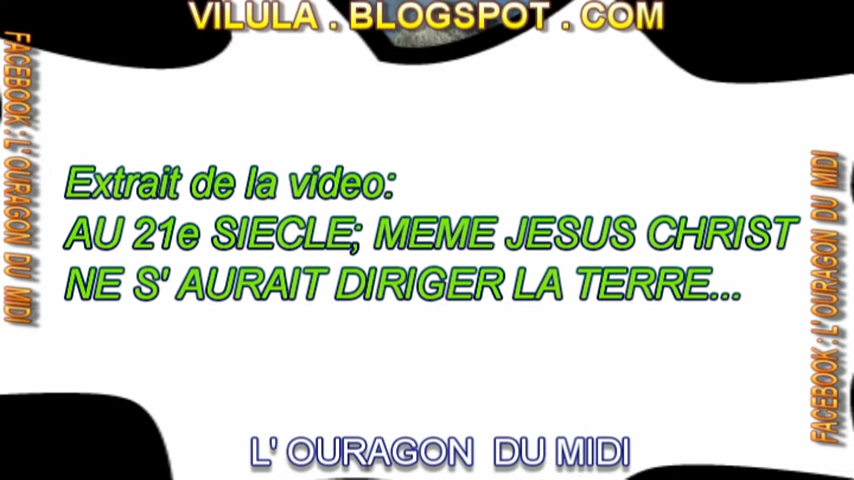 VILULA . BLOGSPOT . COM
FACEBOOK : L' OURAGON DU MIDI
Extrait de la video:
AU 21e SIECLE; MEME JESUS CHRIST
NE S' AURAIT DIRIGER LA TERRE...
FACEBOOK : L' OURAGON DU MIDI
L' OURAGON DU MIDI